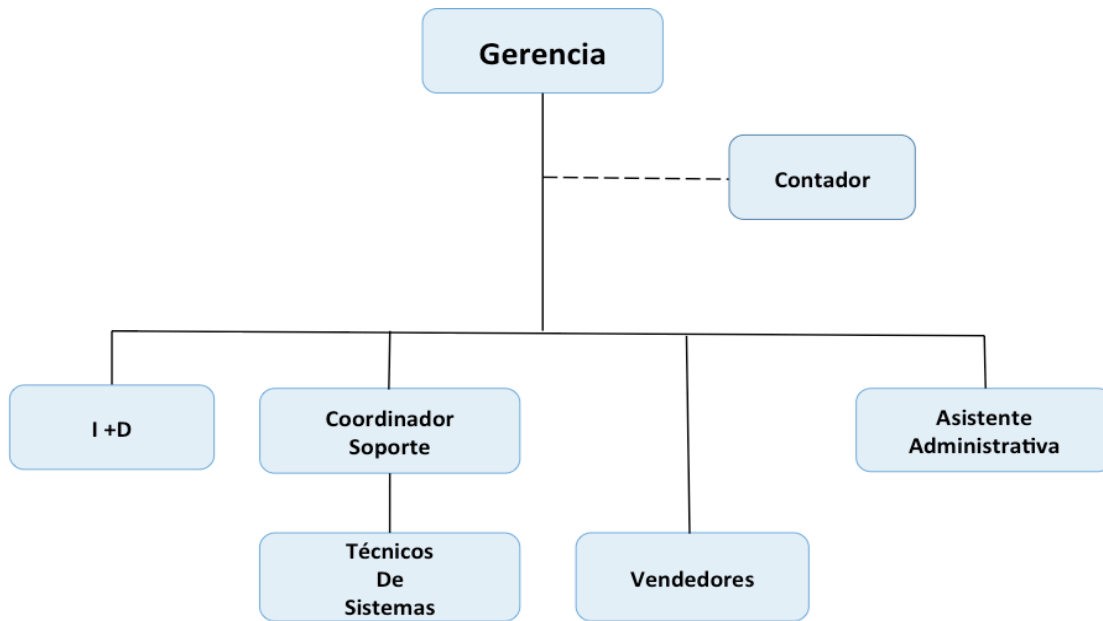 Gerencia
Contador
I +D
Coordinador
Soporte
Asistente
Administrativa
Técnicos
De
Sistemas
Vendedores